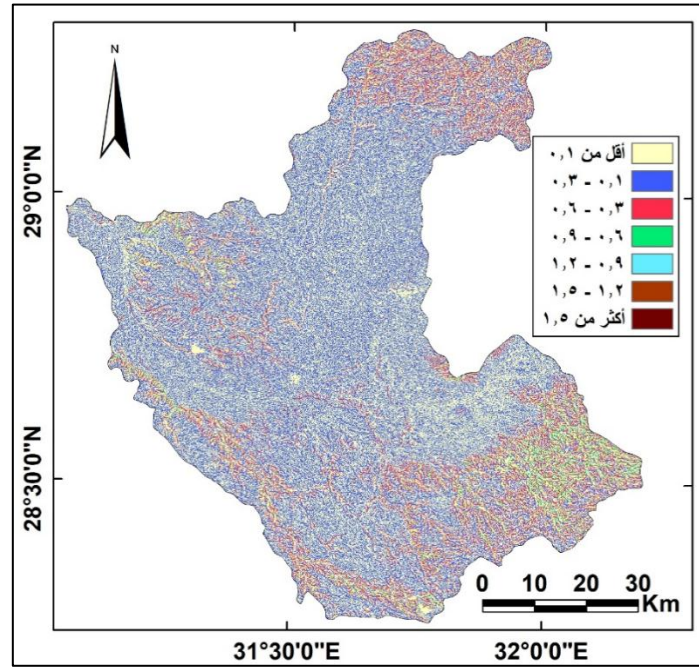 N
أقل من ٠,١
٠,١ - ٠,٣
٠,٣ - ٠,٦
٠,٦ - ٠,٩
٠,٩ - ١,٢
١,٢ - ١,٥
أكثر من ١,٥
29°0'0"N
28°30'0"N
0 10 20 30
Km
31°30'0"E
32°0'0"E